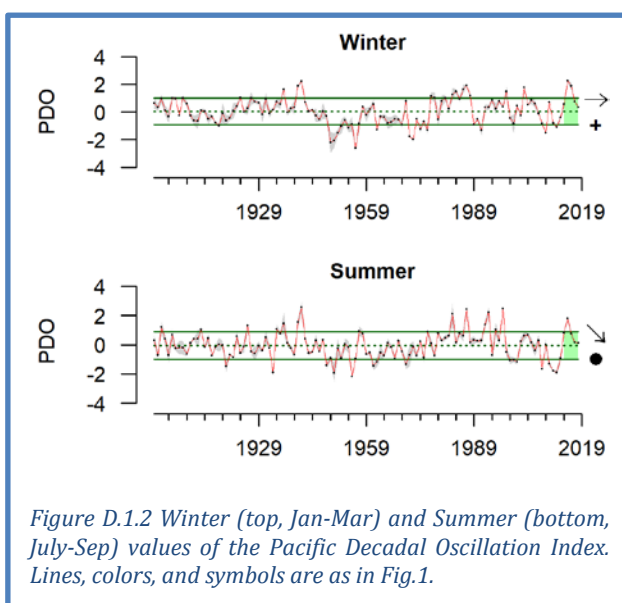 Winter
4
2
0
-2
-4
PDO
→
+
1929 1959 1989 2019
Summer
4
2
0
-2
-4
PDO
↘
●
1929 1959 1989 2019
Figure D.1.2 Winter (top, Jan-Mar) and Summer (bottom,
July-Sep) values of the Pacific Decadal Oscillation Index.
Lines, colors, and symbols are as in Fig.1.